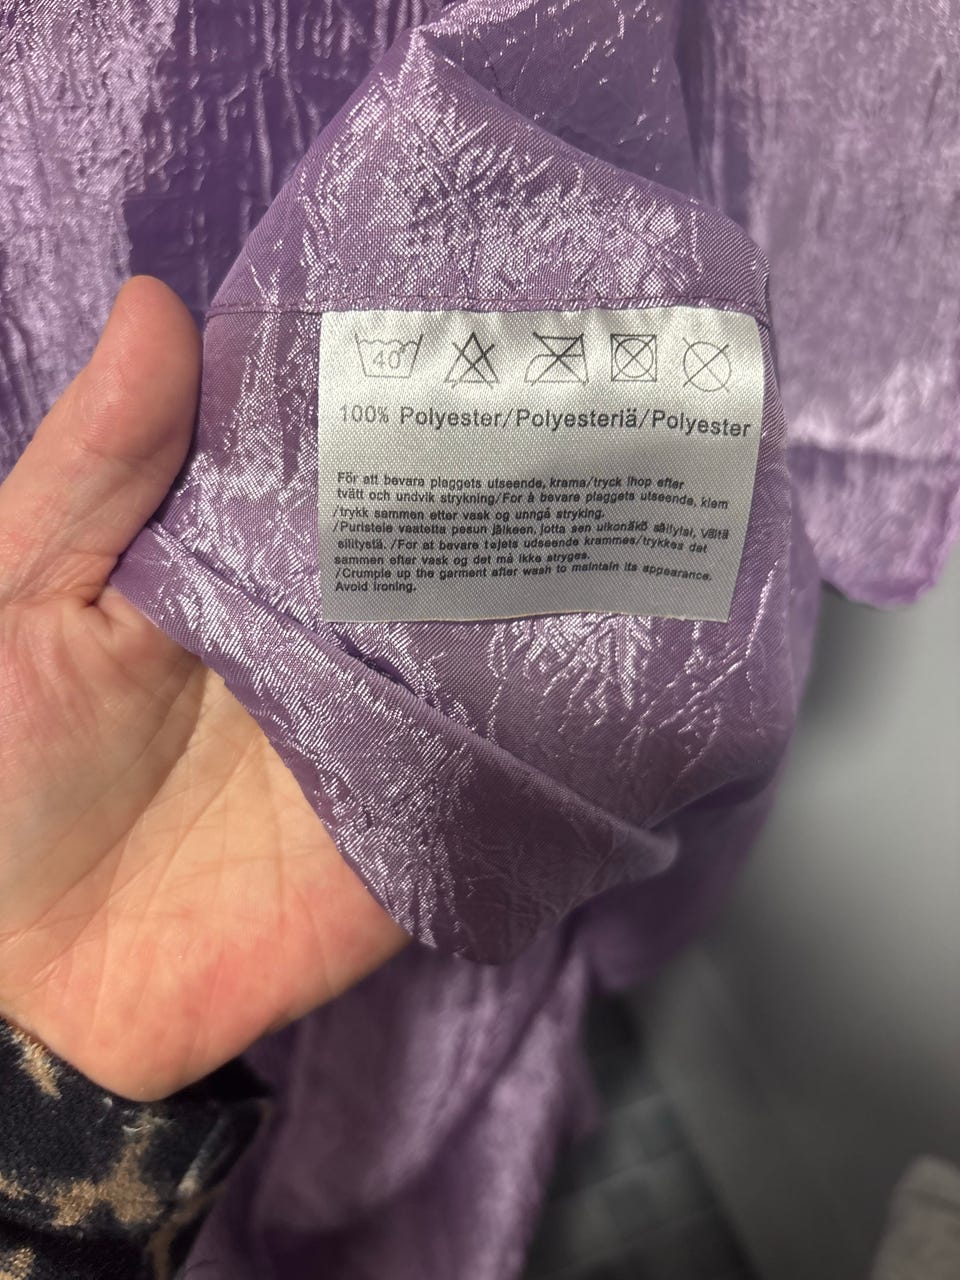 40
100% Polyester/Polyesteriä/Polyester
För att bevara plaggets utseende, krama/tryck ihop efter
tvätt och undvik strykning/For å bevare plaggets utseende, klem
/trykk sammen etter vask og unngå stryking.
/Puristele vaatetta pesun jälkeen, jotta sen ulkonäkö säilyisi, Vältä
silitystä. /For at bevare tøjets udseende krammes/trykkes det
sammen efter vask og det må ikke stryges.
/Crumple up the garment after wash to maintain its appearance.
Avoid ironing.